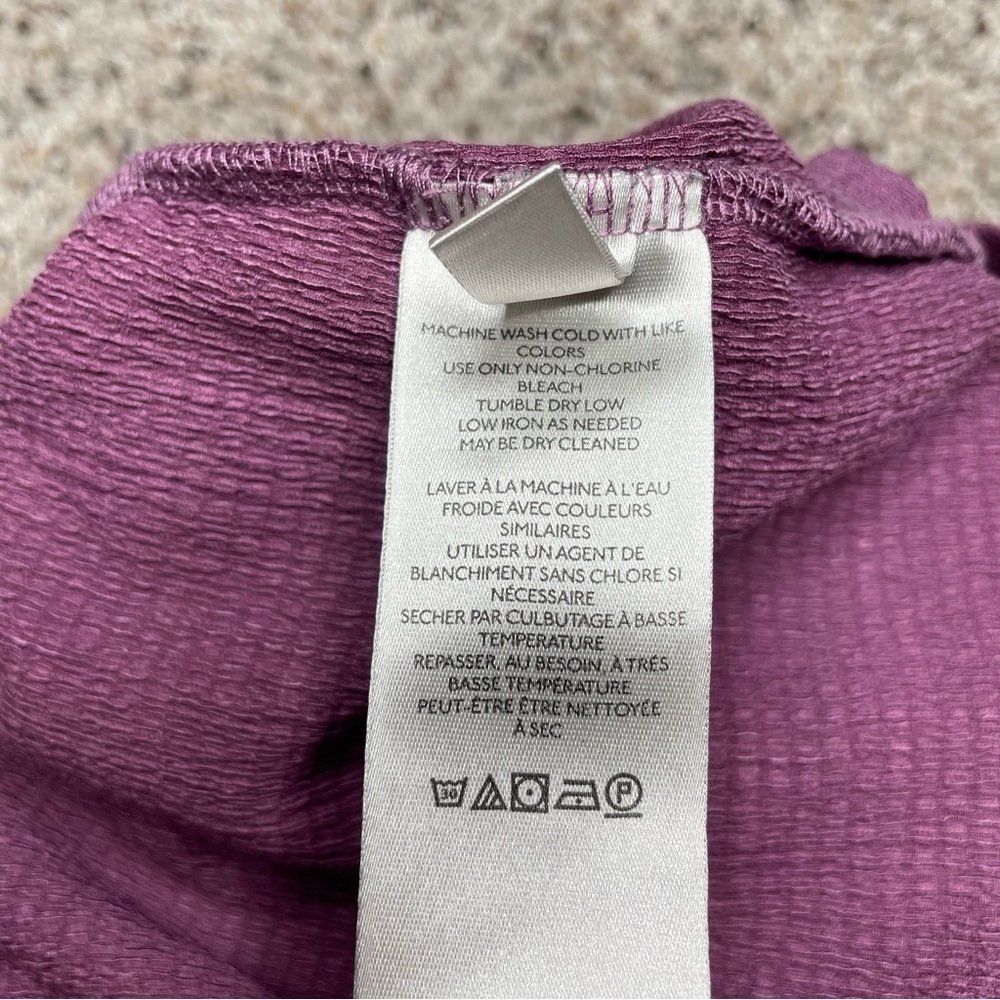 MACHINE WASH COLD WITH LIKE
COLORS
USE ONLY NON-CHLORINE
BLEACH
TUMBLE DRY LOW
LOW IRON AS NEEDED
MAY BE DRY CLEANED
LAVER À LA MACHINE À L'EAU
FROIDE AVEC COULEURS
SIMILAIRES
UTILISER UN AGENT DE
BLANCHIMENT SANS CHLORE SI
NÉCESSAIRE
SECHER PAR CULBUTAGE À BASSE
TEMPERATURE
REPASSER, AU BESOIN, À TRÉS
BASSE TEMPÉRATURE
PEUT-ÊTRE ÊTRE NETTOYÉE
À SEC
30 P